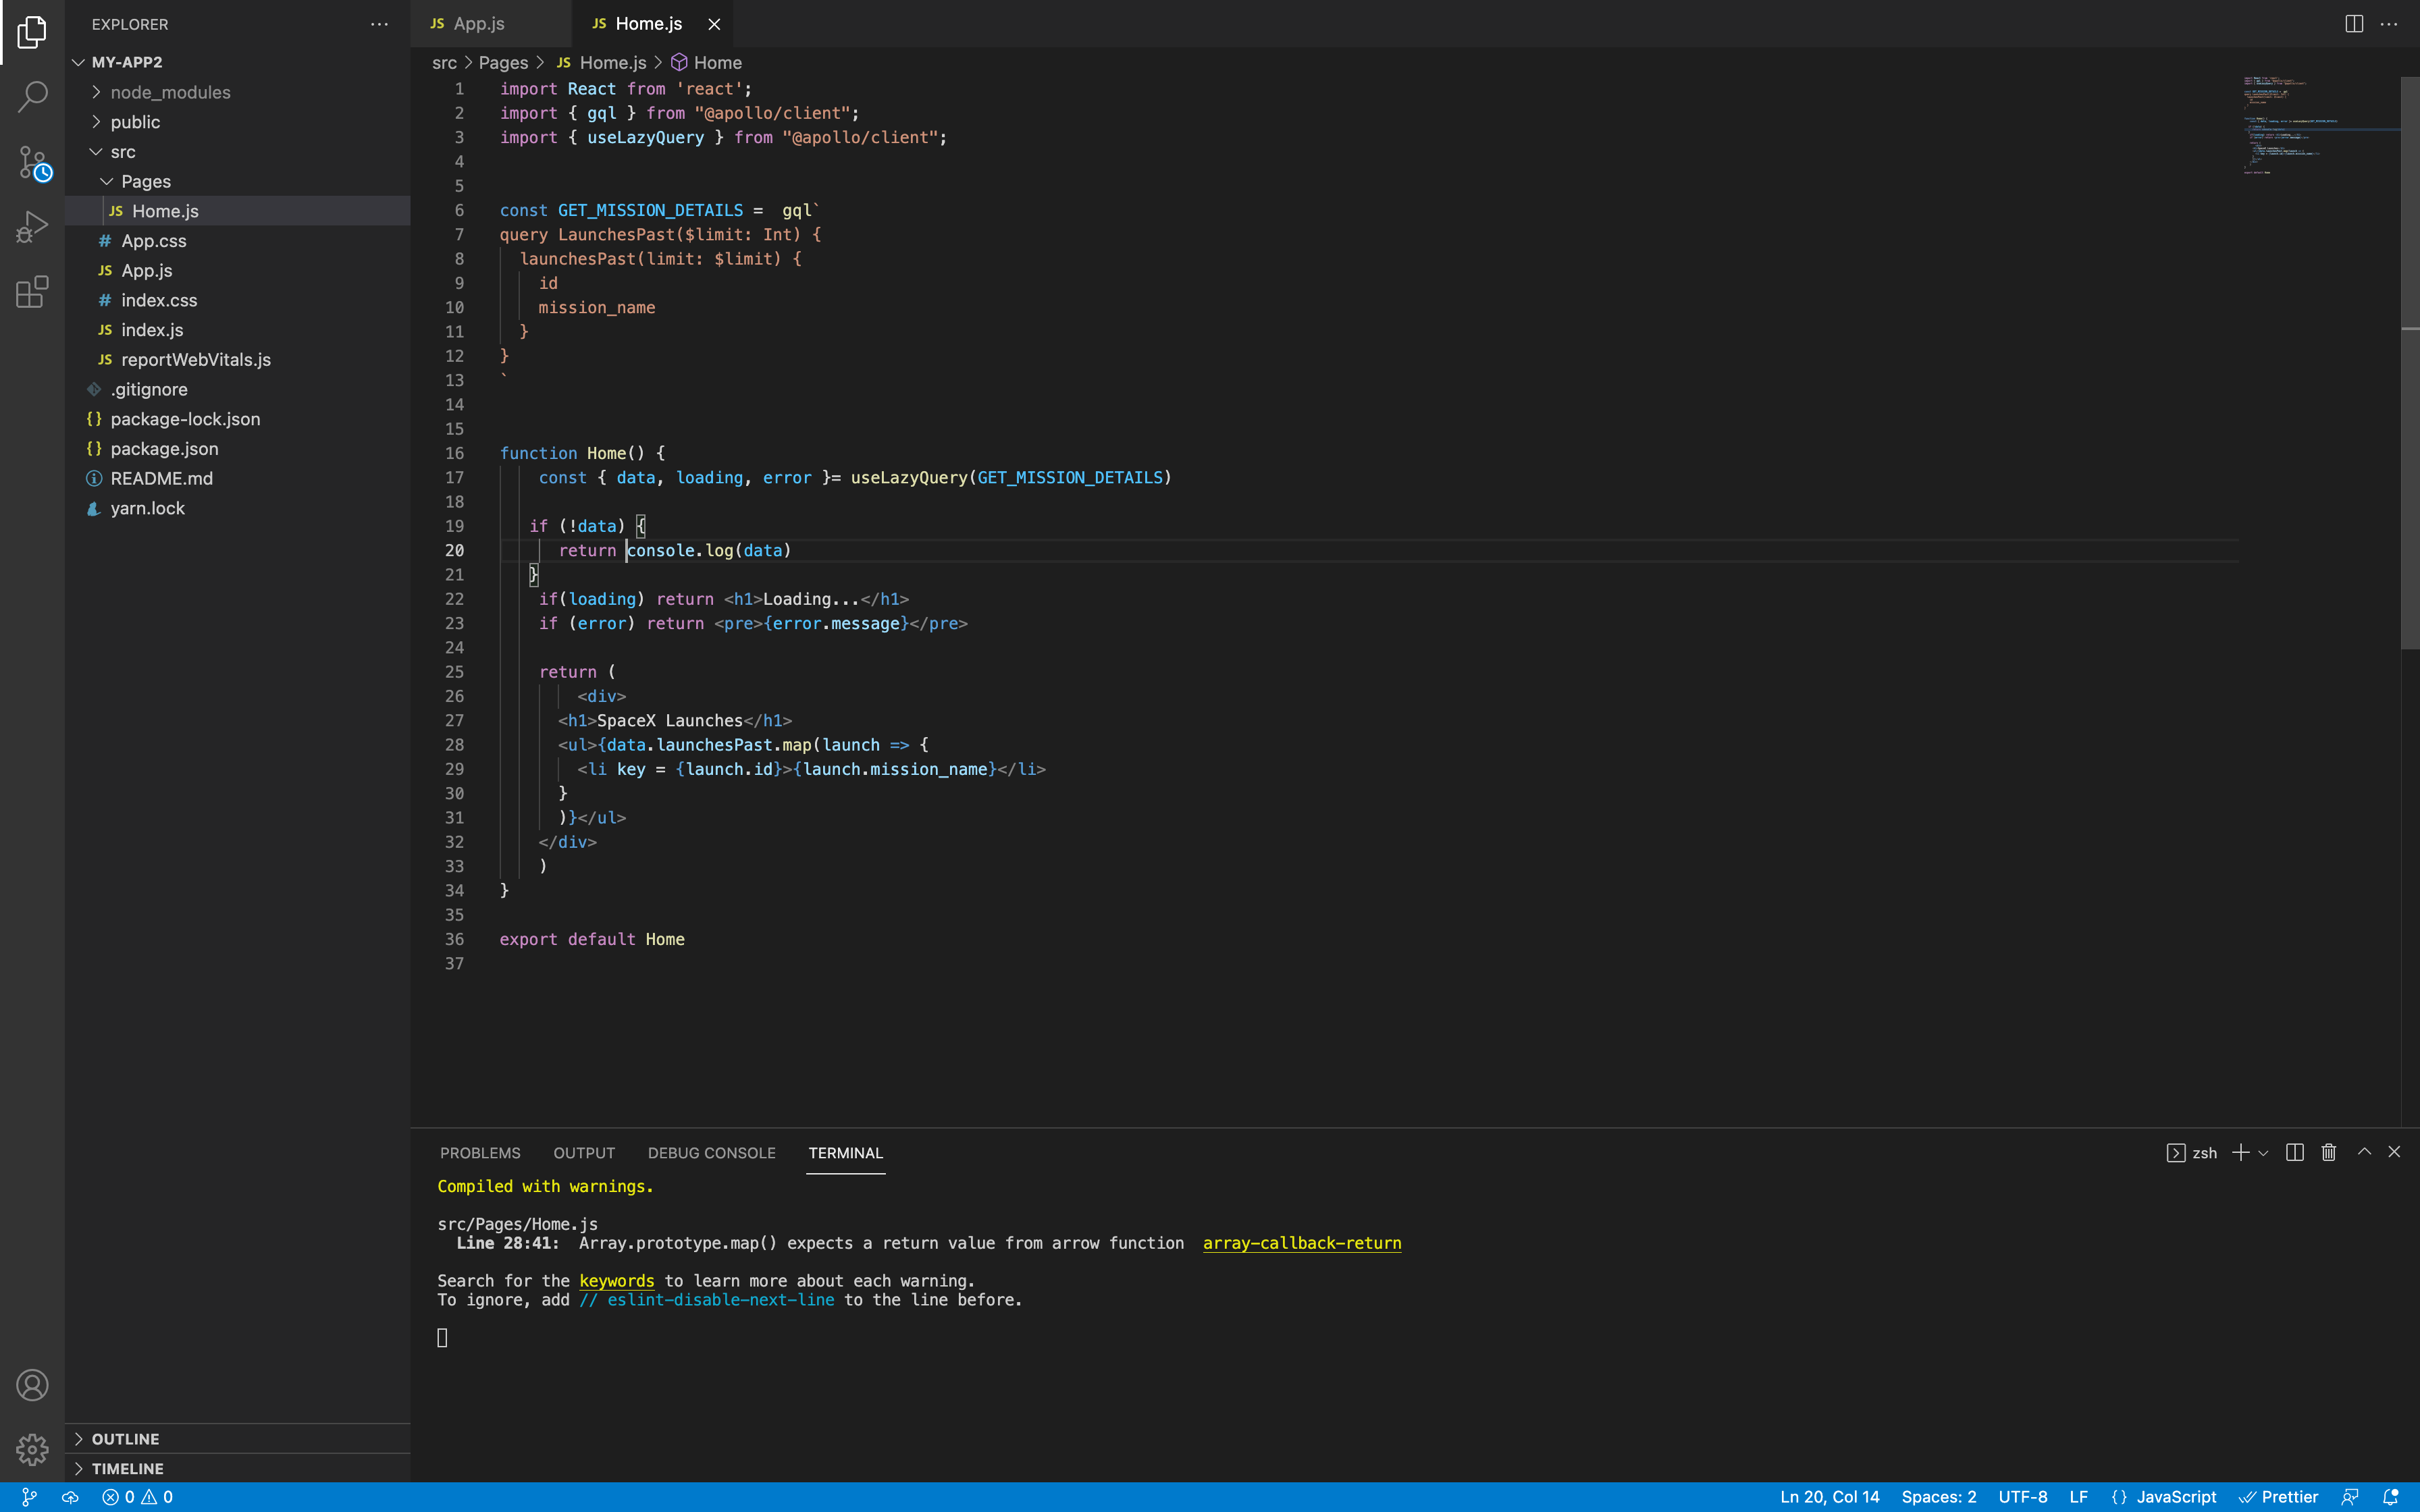 EXPLORER
MY-APP2
node_modules
public
src
Pages
JS Home.js
# App.css
JS App.js
# index.css
JS index.js
JS reportWebVitals.js
.gitignore
{} package-lock.json
{} package.json
README.md
yarn.lock
OUTLINE
TIMELINE
JS App.js
JS Home.js
src > Pages > JS Home.js > Home
1 import React from 'react';
2 import { gql } from "@apollo/client";
3 import { useLazyQuery } from "@apollo/client";
4
5
6 const GET_MISSION_DETAILS =  gql`
7 query LaunchesPast($limit: Int) {
8 launchesPast(limit: $limit) {
9 id
10 mission_name
11 }
12 }
13 `
14
15
16 function Home() {
17 const { data, loading, error }= useLazyQuery(GET_MISSION_DETAILS)
18
19 if (!data) {
20 return console.log(data)
21 }
22 if(loading) return <h1>Loading...</h1>
23 if (error) return <pre>{error.message}</pre>
24
25 return (
26 <div>
27 <h1>SpaceX Launches</h1>
28 <ul>{data.launchesPast.map(launch => {
29 <li key = {launch.id}>{launch.mission_name}</li>
30 }
31 )}</ul>
32 </div>
33 )
34 }
35
36 export default Home
37
PROBLEMS OUTPUT DEBUG CONSOLE TERMINAL
zsh
Compiled with warnings.
src/Pages/Home.js
Line 28:41:  Array.prototype.map() expects a return value from arrow function  array-callback-return
Search for the keywords to learn more about each warning.
To ignore, add // eslint-disable-next-line to the line before.
0 0
Ln 20, Col 14 Spaces: 2 UTF-8 LF {} JavaScript Prettier